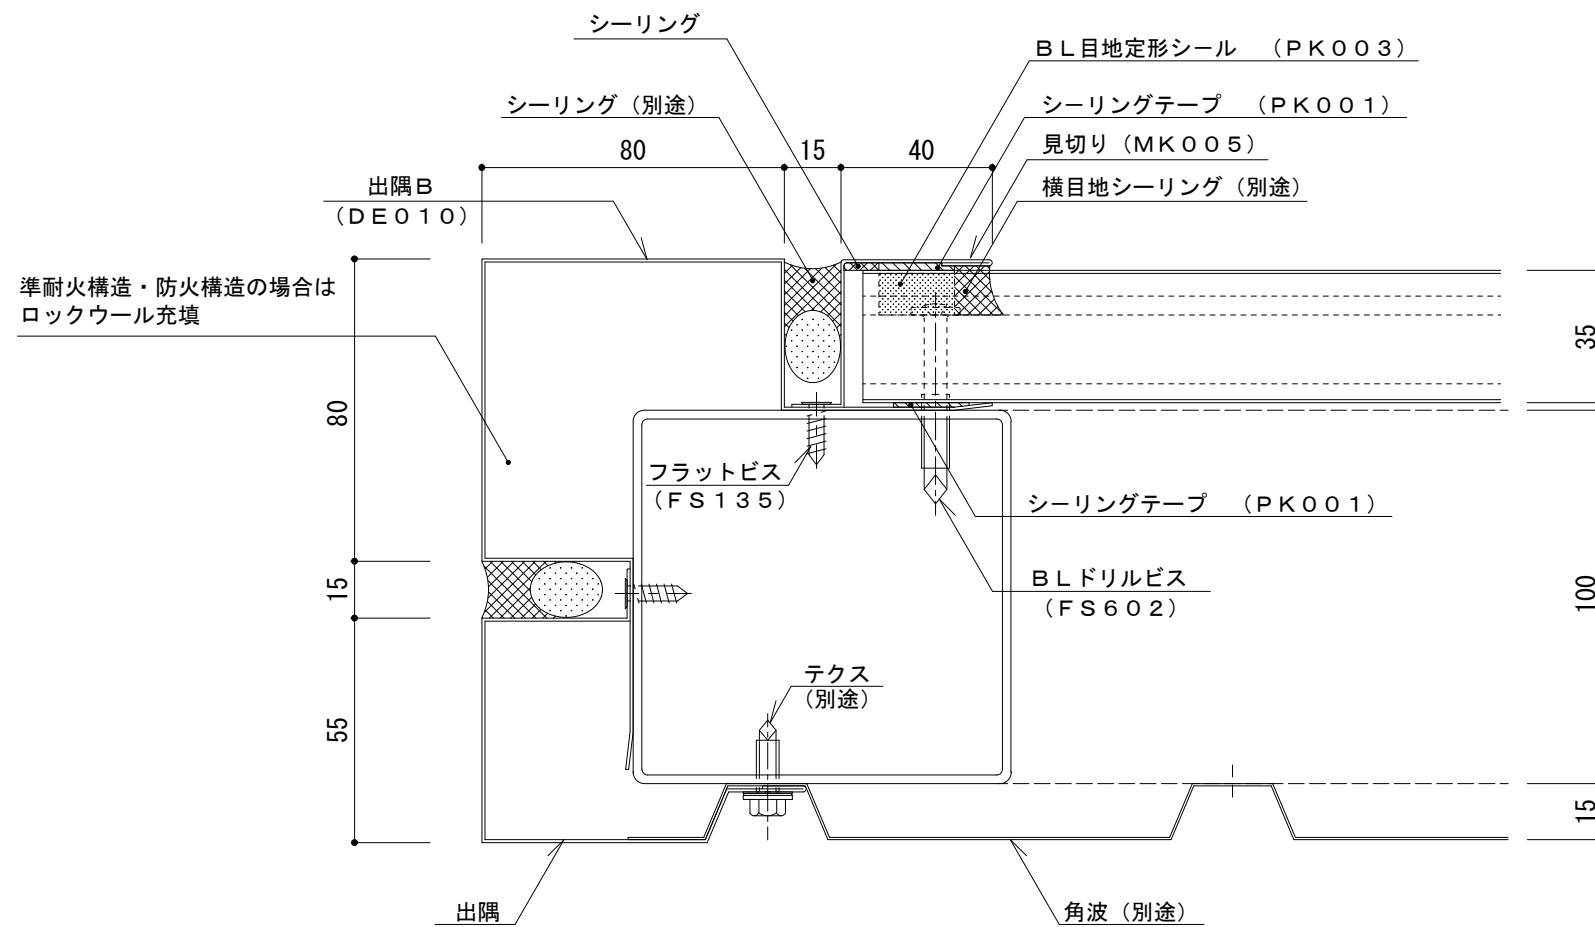 シーリング
BL目地定形シール　(PK003)
シーリング(別途)
シーリングテープ　(PK001)
見切り(MK005)
80
15
40
出隅B
(DE010)
横目地シーリング(別途)
準耐火構造・防火構造の場合は
ロックウール充填
35
80
フラットビス
(FS135)
シーリングテープ　(PK001)
15
BLドリルビス
(FS602)
100
テクス
(別途)
55
15
出隅
角波(別途)